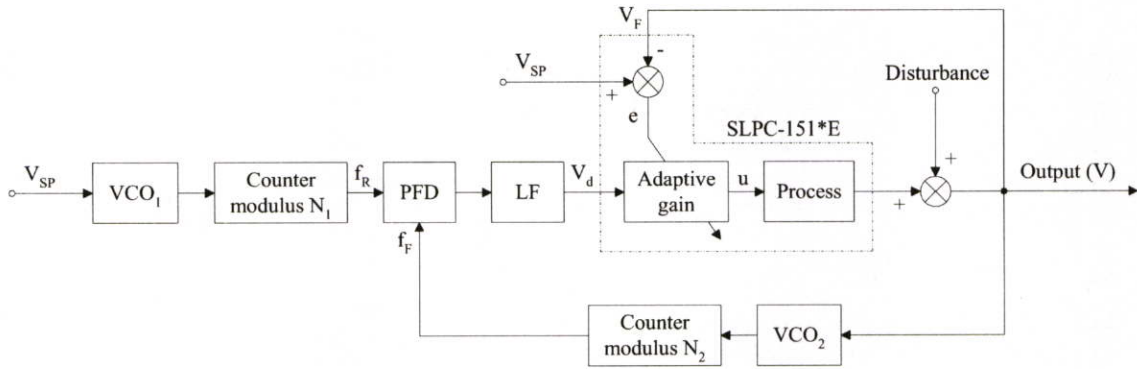 V_F
-
V_SP
+
e
Disturbance
SLPC-151*E
+
V_SP
VCO_1
Counter
modulus N_1
f_R
PFD
LF
V_d
Adaptive
gain
u
Process
+
Output (V)
f_F
Counter
modulus N_2
VCO_2